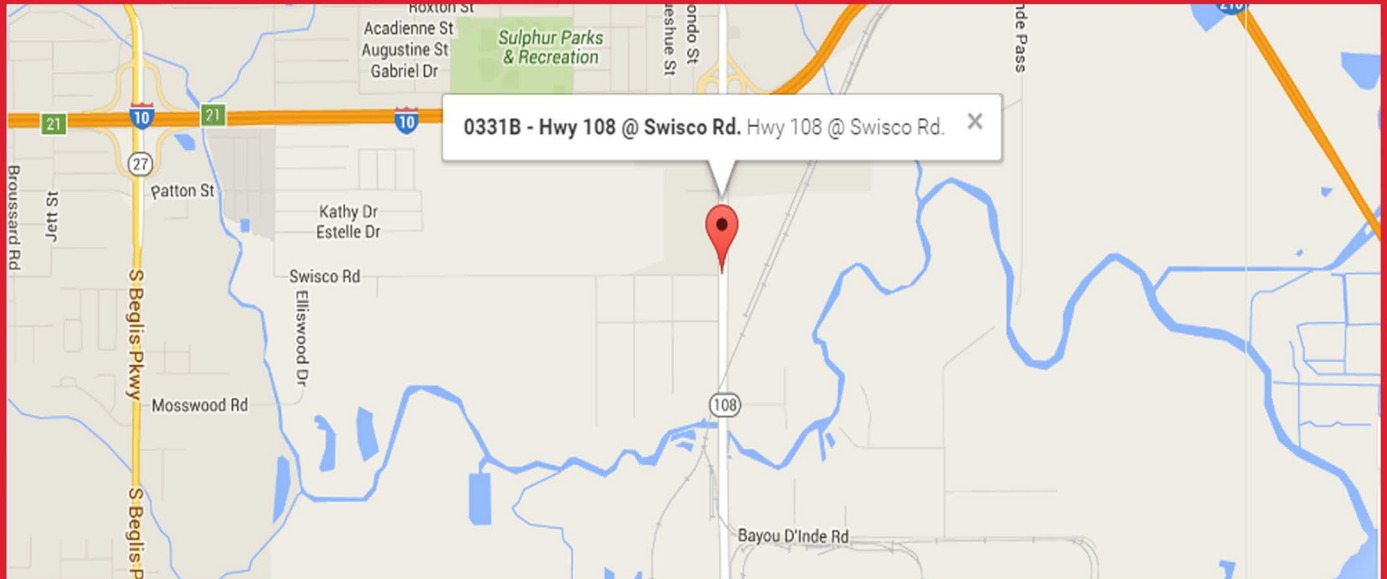 Roxton St
Acadienne St
Augustine St
Gabriel Dr
Sulphur Parks
& Recreation
ondo St
nde Pass
210
21
10
21
10
0331B - Hwy 108 @ Swisco Rd. Hwy 108 @ Swisco Rd. ×
27
Patton St
Broussard Rd
Jett St
Kathy Dr
Estelle Dr
Swisco Rd
S Beglis Pkwy
Elliswood Dr
Mosswood Rd
108
S Beglis P
Bayou D'Inde Rd